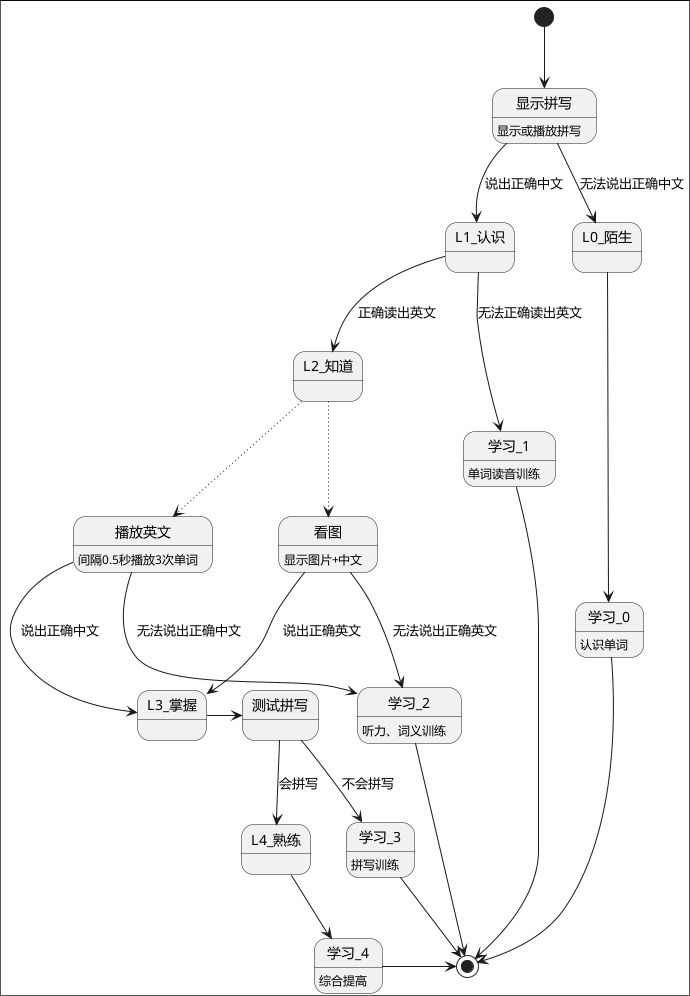 显示拼写
显示或播放拼写
说出正确中文
无法说出正确中文
L1_认识
L0_陌生
正确读出英文
无法正确读出英文
L2_知道
学习_1
单词读音训练
播放英文
间隔0.5秒播放3次单词
看图
显示图片+中文
学习_0
认识单词
说出正确中文
无法说出正确中文
说出正确英文
无法说出正确英文
L3_掌握
测试拼写
学习_2
听力、词义训练
会拼写
不会拼写
L4_熟练
学习_3
拼写训练
学习_4
综合提高